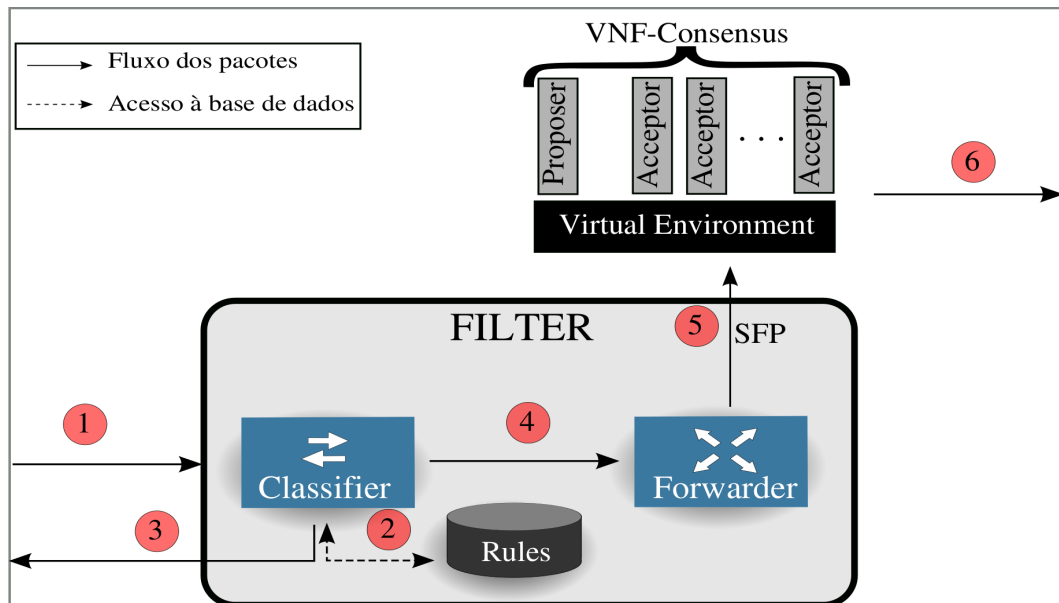 Fluxo dos pacotes
Acesso à base de dados
VNF-Consensus
Proposer
Acceptor
Acceptor
. . .
Acceptor
Virtual Environment
6
FILTER
5
SFP
1
4
Classifier
Forwarder
3
2
Rules